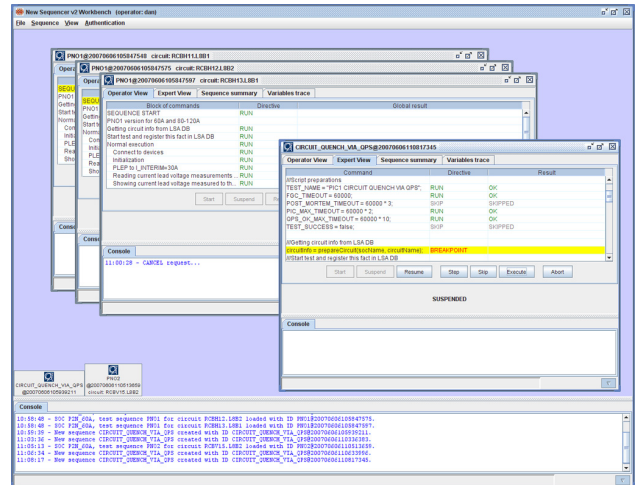 New Sequencer v2 Workbench (operator: dan)
File Sequence View Authentication
PNO1@20070606105847548 circuit: RCBH11.L8B1
PNO1@20070606105847575 circuit: RCBH12.L8B2
PNO1@20070606105847597 circuit: RCBH13.L8B1
Operator View Expert View Sequence summary Variables trace
Block of commands Directive Global result
SEQUENCE START RUN
PNO1 version for 60A and 80-120A
Getting circuit info from LSA DB RUN
Start test and register this fact in LSA DB RUN
Normal execution RUN
Connect to devices RUN
Initialization RUN
PLEP to I_INTERIM=30A RUN
Reading current lead voltage measurements ... RUN
Showing current lead voltage measured to th... RUN
Start Suspend
Console
11:00:28 - CANCEL request...
CIRCUIT_QUENCH_VIA_QPS@20070606110817345
Operator View Expert View Sequence summary Variables trace
Command Directive Result
//Script preparations
TEST_NAME = "PIC1 CIRCUIT QUENCH VIA QPS"; RUN OK
FGC_TIMEOUT = 60000; RUN OK
POST_MORTEM_TIMEOUT = 60000 * 3; SKIP SKIPPED
PIC_MAX_TIMEOUT = 60000 * 2; RUN OK
QPS_OK_MAX_TIMEOUT = 60000 * 10; RUN OK
TEST_SUCCESS = false; SKIP SKIPPED
//Getting circuit info from LSA DB
circuitInfo = prepareCircuit(socName, circuitName); BREAKPOINT
//Start test and register this fact in LSA DB
Start Suspend Resume Step Skip Execute Abort
SUSPENDED
Console
CIRCUIT_QUENCH_VIA_QPS
@20070606105939211
PNO2
@20070606110513659
circuit: RCBV15.L8B2
Console
10:58:48 - SOC PIN_60A, test sequence PNO1 for circuit RCBH12.L8B2 loaded with ID PNO1@20070606105847575.
10:58:48 - SOC PIN_60A, test sequence PNO1 for circuit RCBH13.L8B1 loaded with ID PNO1@20070606105847597.
10:59:39 - New sequence CIRCUIT_QUENCH_VIA_QPS created with ID CIRCUIT_QUENCH_VIA_QPS@20070606105939211.
11:03:36 - New sequence CIRCUIT_QUENCH_VIA_QPS created with ID CIRCUIT_QUENCH_VIA_QPS@20070606110336383.
11:05:13 - SOC PIN_60A, test sequence PNO2 for circuit RCBV15.L8B2 loaded with ID PNO2@20070606110513659.
11:06:34 - New sequence CIRCUIT_QUENCH_VIA_QPS created with ID CIRCUIT_QUENCH_VIA_QPS@20070606110633956.
11:08:17 - New sequence CIRCUIT_QUENCH_VIA_QPS created with ID CIRCUIT_QUENCH_VIA_QPS@20070606110817345.